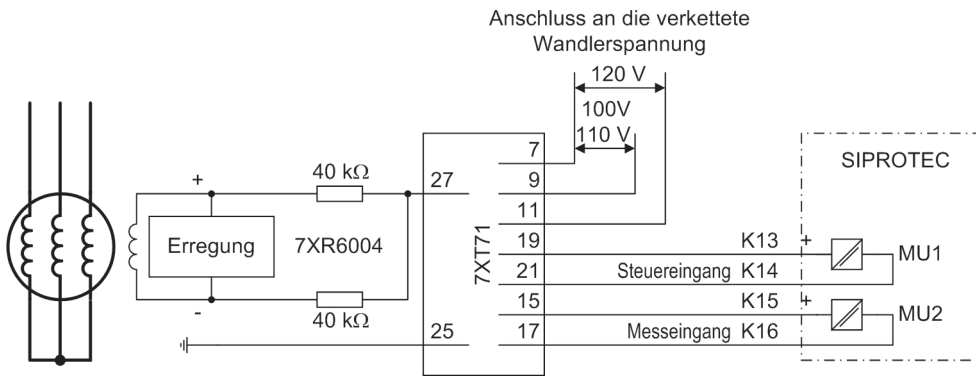 Anschluss an die verkettete
Wandlerspannung
120 V
100V
110 V
7
9
11
19
21
15
17
27
25
7XT71
40 kΩ
+
Erregung
7XR6004
-
40 kΩ
SIPROTEC
K13
+
MU1
Steuereingang K14
K15
+
MU2
Messeingang K16